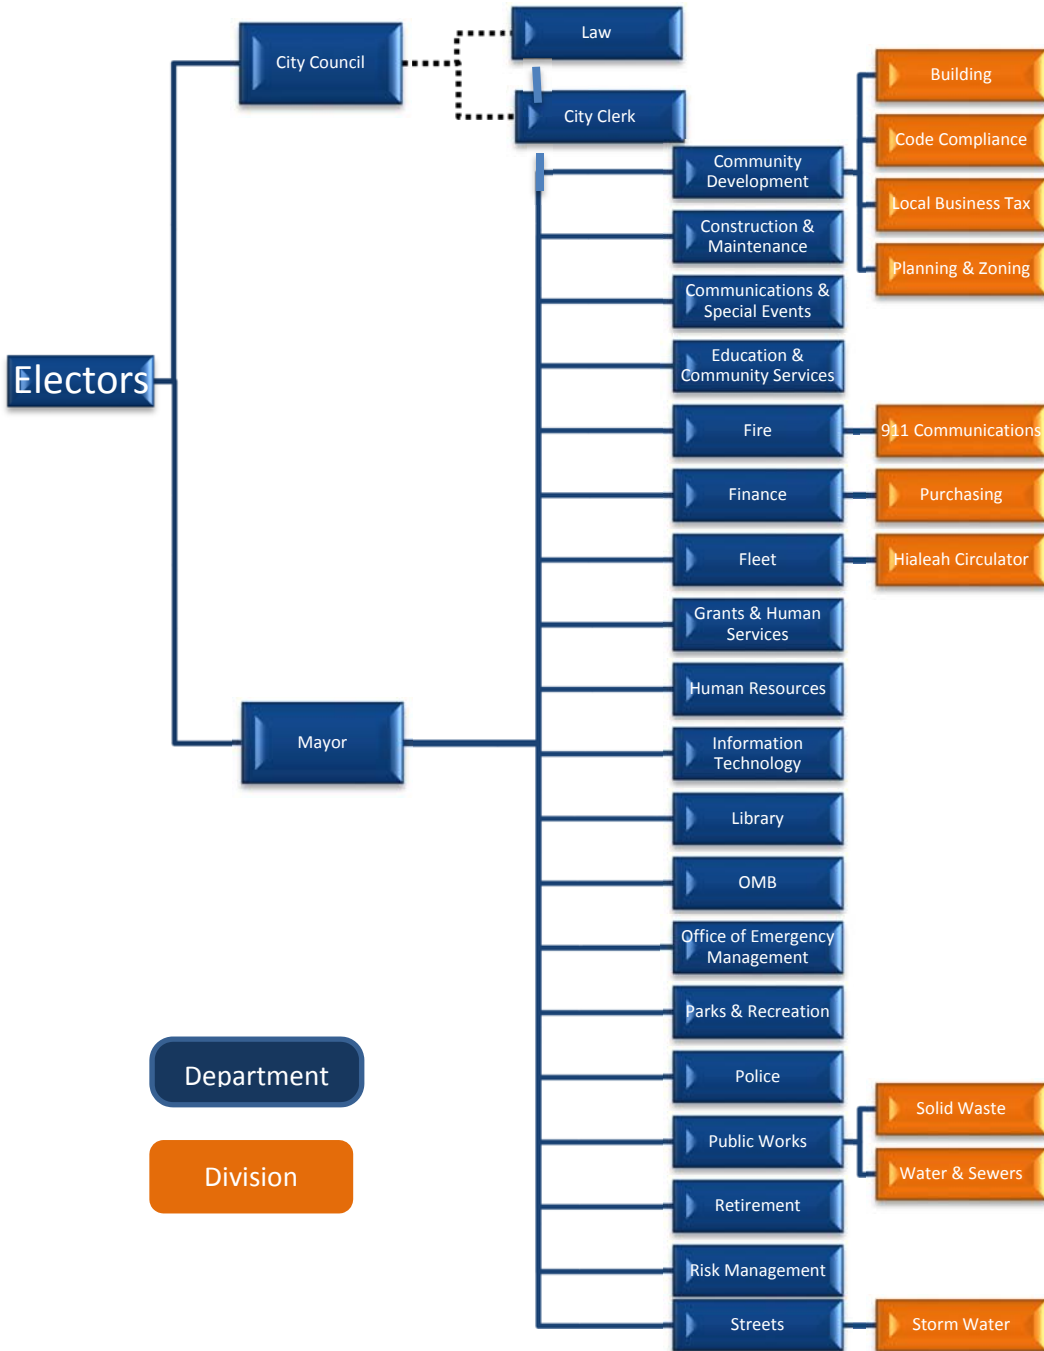 City Council
Law
City Clerk
Building
Code Compliance
Local Business Tax
Planning & Zoning
Community
Development
Construction &
Maintenance
Communications &
Special Events
Education &
Community Services
Electors
Fire
911 Communications
Finance
Purchasing
Fleet
Hialeah Circulator
Grants & Human
Services
Human Resources
Mayor
Information
Technology
Library
OMB
Office of Emergency
Management
Parks & Recreation
Police
Public Works
Solid Waste
Water & Sewers
Retirement
Risk Management
Streets
Storm Water
Department
Division